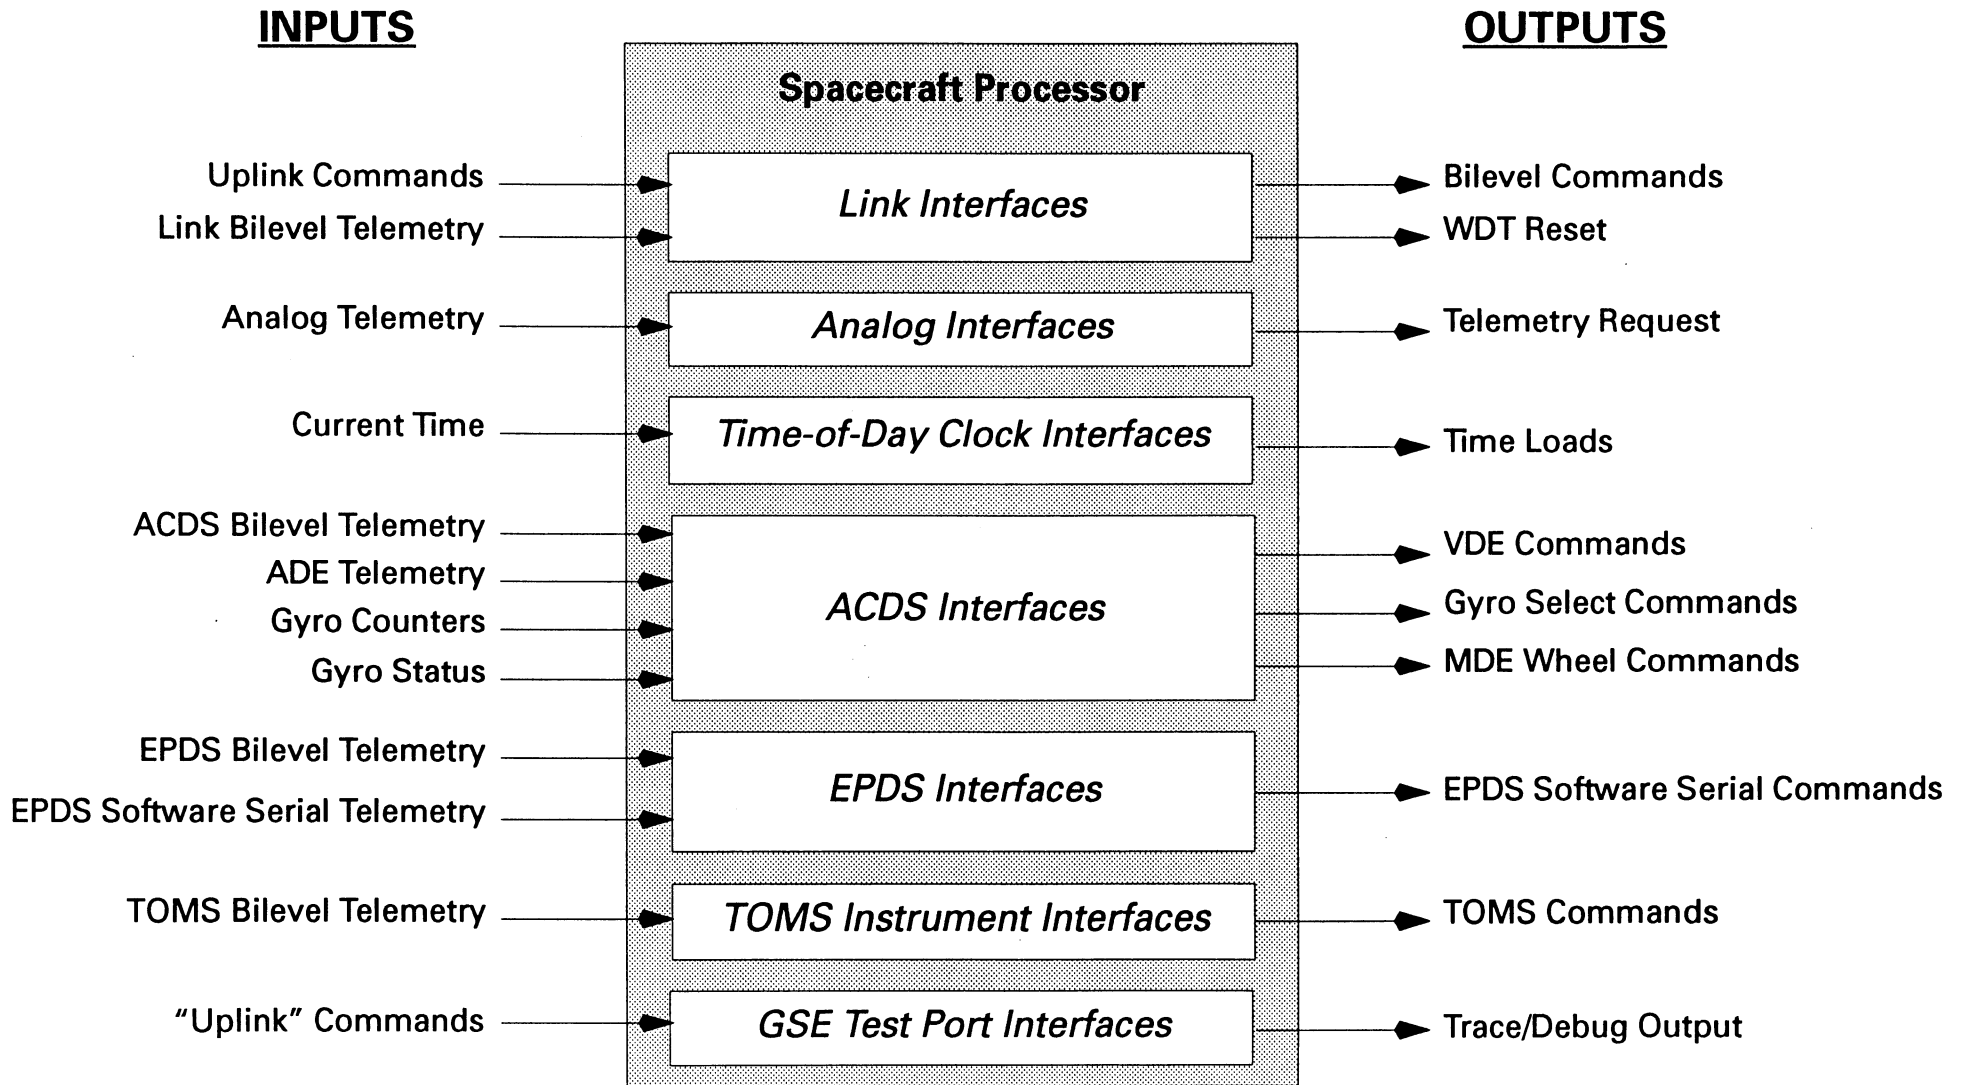 INPUTS
OUTPUTS
Spacecraft Processor
Uplink Commands
Link Bilevel Telemetry
Link Interfaces
Bilevel Commands
WDT Reset
Analog Telemetry
Analog Interfaces
Telemetry Request
Current Time
Time-of-Day Clock Interfaces
Time Loads
ACDS Bilevel Telemetry
ADE Telemetry
Gyro Counters
Gyro Status
ACDS Interfaces
VDE Commands
Gyro Select Commands
MDE Wheel Commands
EPDS Bilevel Telemetry
EPDS Software Serial Telemetry
EPDS Interfaces
EPDS Software Serial Commands
TOMS Bilevel Telemetry
TOMS Instrument Interfaces
TOMS Commands
"Uplink" Commands
GSE Test Port Interfaces
Trace/Debug Output